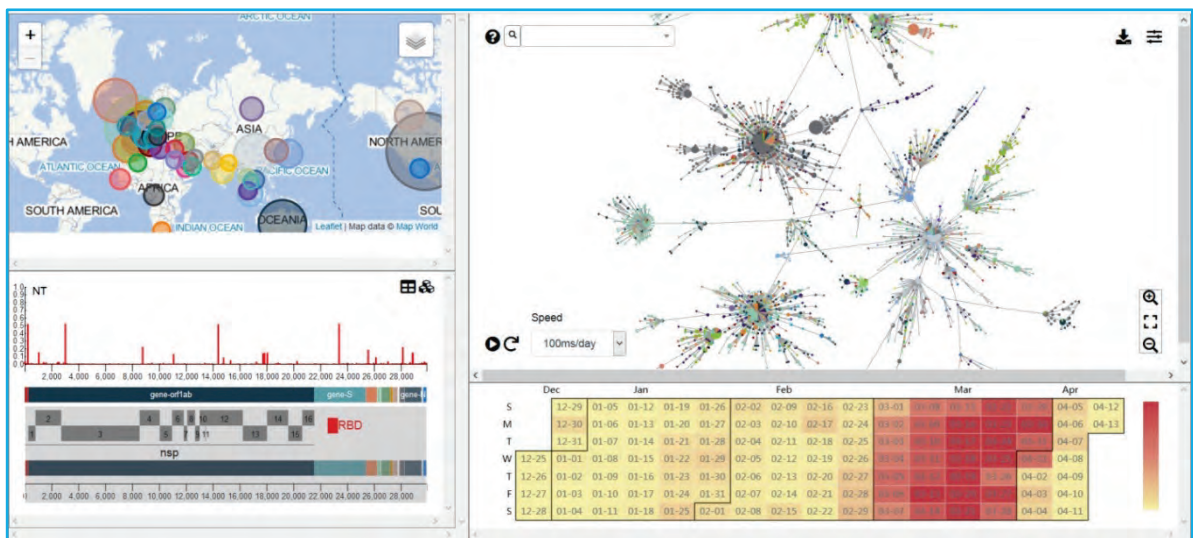 ARCTIC OCEAN
+
−
ASIA
NORTH AMER
H AMERICA
ATLANTIC OCEAN
PACIFIC OCEAN
AFRICA
SOUTH AMERICA
OCEANIA
SOU
INDIAN OCEAN
Leaflet | Map data © Map World
Speed
100ms/day
NT
1.0
0.9
0.8
0.7
0.6
0.5
0.4
0.3
0.2
0.1
0.0
2,000 4,000 6,000 8,000 10,000 12,000 14,000 16,000 18,000 20,000 22,000 24,000 26,000 28,000
gene-orf1ab gene-S
2 4 6 8 10 12 14 16
1 3 5 7 9 11 13 15
RBD
nsp
2,000 4,000 6,000 8,000 10,000 12,000 14,000 16,000 18,000 20,000 22,000 24,000 26,000 28,000
Dec Jan Feb Mar Apr
S 12-29 01-05 01-12 01-19 01-26 02-02 02-09 02-16 02-23 03-01 04-05 04-12
M 12-30 01-06 01-13 01-20 01-27 02-03 02-10 02-17 02-24 03-02 04-06 04-13
T 12-31 01-07 01-14 01-21 01-28 02-04 02-11 02-18 02-25 04-07
W 12-25 01-01 01-08 01-15 01-22 01-29 02-05 02-12 02-19 02-26 04-08
T 12-26 01-02 01-09 01-16 01-23 01-30 02-06 02-13 02-20 02-27 04-02 04-09
F 12-27 01-03 01-10 01-17 01-24 01-31 02-07 02-14 02-21 02-28 04-03 04-10
S 12-28 01-04 01-11 01-18 01-25 02-01 02-08 02-15 02-22 02-29 04-04 04-11